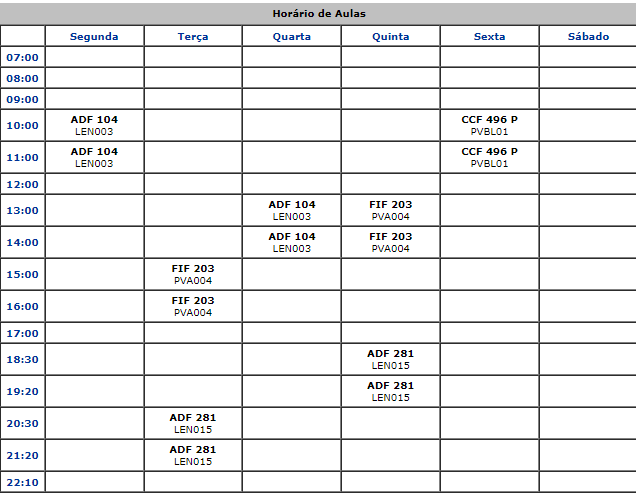 Horário de Aulas
Segunda Terça Quarta Quinta Sexta Sábado
07:00
08:00
09:00
10:00 ADF 104 CCF 496 P
LEN003 PVBL01
11:00 ADF 104 CCF 496 P
LEN003 PVBL01
12:00
13:00 ADF 104 FIF 203
LEN003 PVA004
14:00 ADF 104 FIF 203
LEN003 PVA004
15:00 FIF 203
PVA004
16:00 FIF 203
PVA004
17:00
18:30 ADF 281
LEN015
19:20 ADF 281
LEN015
20:30 ADF 281
LEN015
21:20 ADF 281
LEN015
22:10